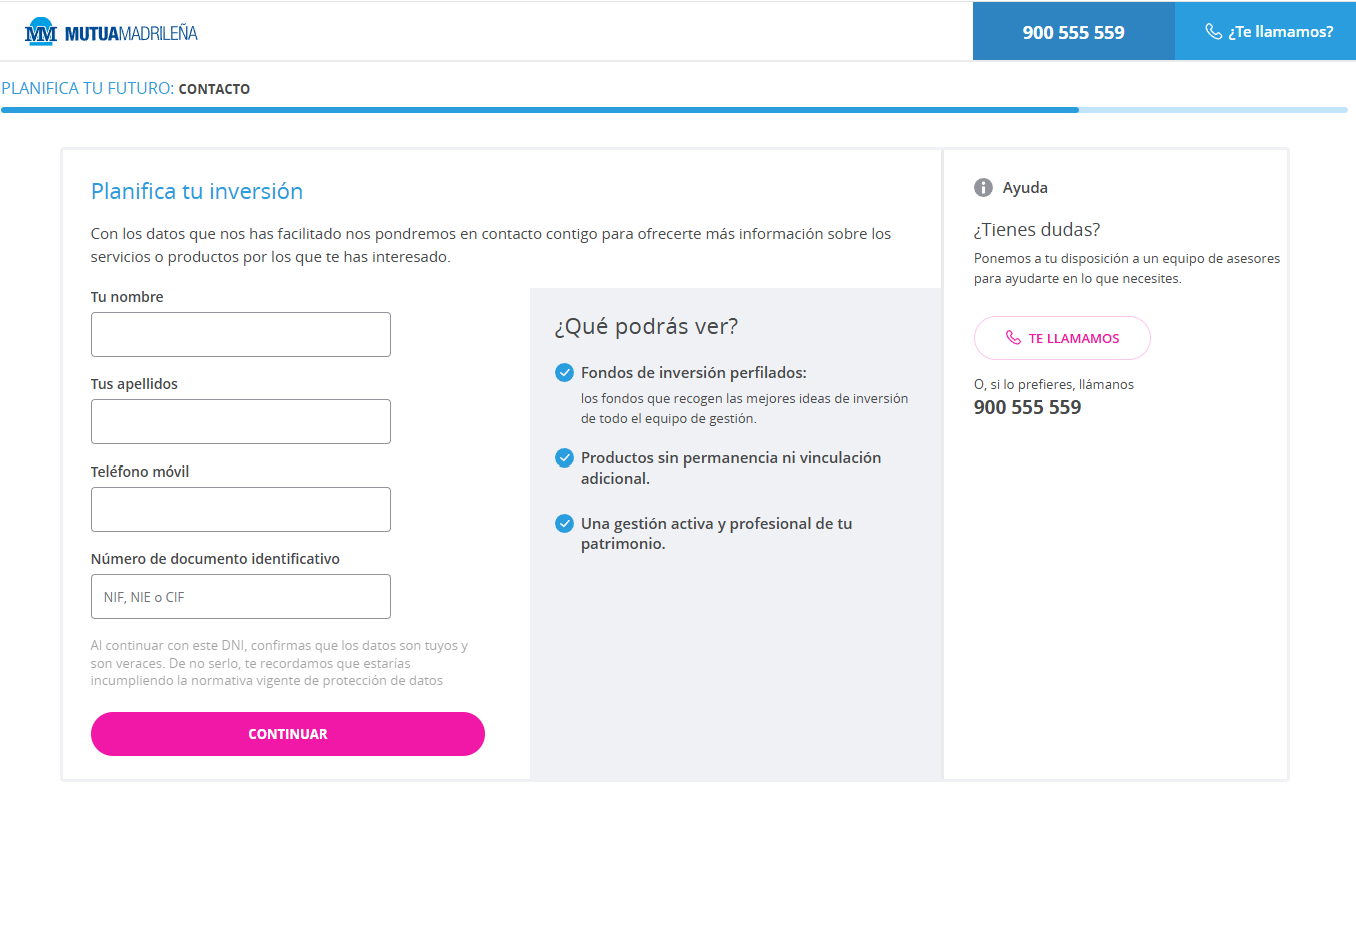 MM MUTUAMADRILEÑA
900 555 559
¿Te llamamos?
PLANIFICA TU FUTURO: CONTACTO
Planifica tu inversión
Con los datos que nos has facilitado nos pondremos en contacto contigo para ofrecerte más información sobre los
servicios o productos por los que te has interesado.
Tu nombre
Tus apellidos
Teléfono móvil
Número de documento identificativo
NIF, NIE o CIF
Al continuar con este DNI, confirmas que los datos son tuyos y
son veraces. De no serlo, te recordamos que estarías
incumpliendo la normativa vigente de protección de datos
CONTINUAR
¿Qué podrás ver?
Fondos de inversión perfilados:
los fondos que recogen las mejores ideas de inversión
de todo el equipo de gestión.
Productos sin permanencia ni vinculación
adicional.
Una gestión activa y profesional de tu
patrimonio.
Ayuda
¿Tienes dudas?
Ponemos a tu disposición a un equipo de asesores
para ayudarte en lo que necesites.
TE LLAMAMOS
O, si lo prefieres, llámanos
900 555 559